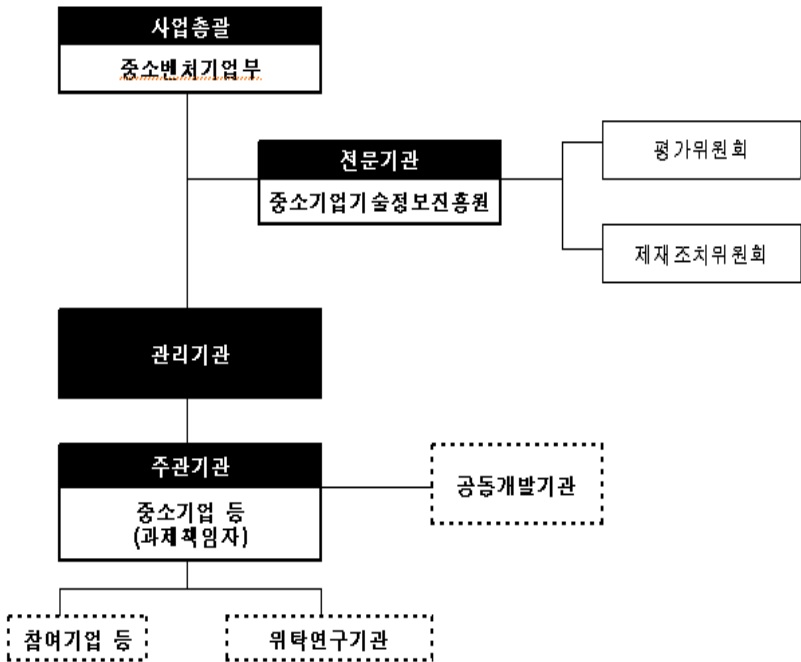 사업총괄
중소벤처기업부
전문기관
중소기업기술정보진흥원
평가위원회
제재조치위원회
관리기관
주관기관
중소기업 등
(과제책임자)
공동개발기관
참여기업 등
위탁연구기관